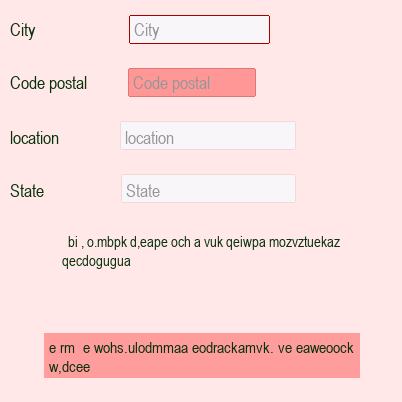 City City
Code postal Code postal
location location
State State
bi , o.mbpk d,eape och a vuk qeiwpa mozvztuekaz
qecdogugua
e rm e wohs.ulodmmaa eodrackamvk. ve eaweoock
w,dcee